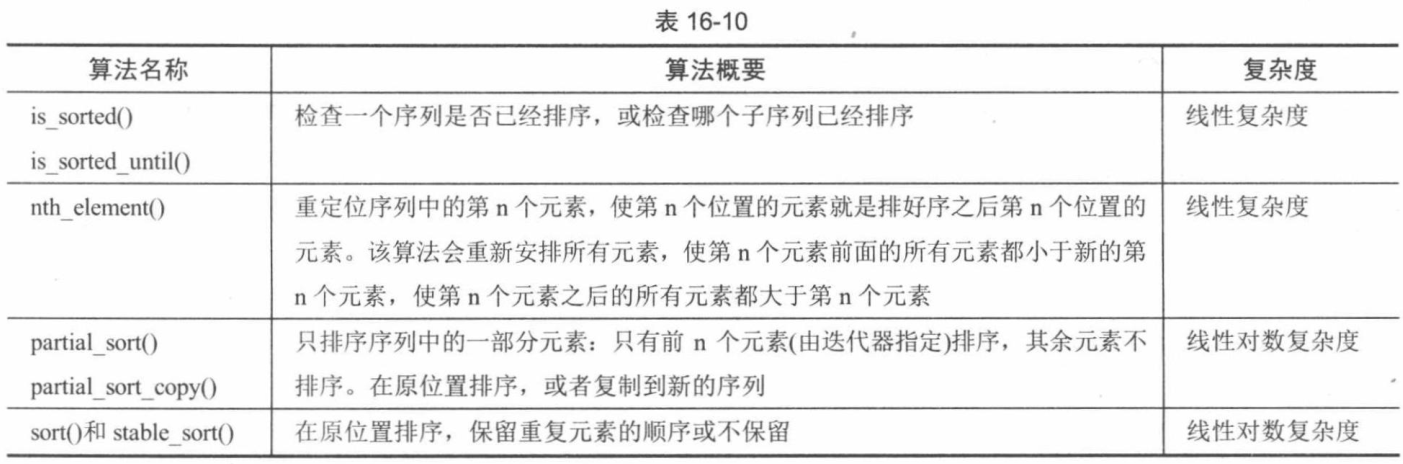 表 16-10
算法名称 算法概要 复杂度
is_sorted() 检查一个序列是否已经排序，或检查哪个子序列已经排序 线性复杂度
is_sorted_until()
nth_element() 重定位序列中的第 n 个元素，使第 n 个位置的元素就是排好序之后第 n 个位置的 线性复杂度
元素。该算法会重新安排所有元素，使第 n 个元素前面的所有元素都小于新的第
n 个元素，使第 n 个元素之后的所有元素都大于第 n 个元素
partial_sort() 只排序序列中的一部分元素：只有前 n 个元素(由迭代器指定)排序，其余元素不 线性对数复杂度
partial_sort_copy() 排序。在原位置排序，或者复制到新的序列
sort()和 stable_sort() 在原位置排序，保留重复元素的顺序或不保留 线性对数复杂度